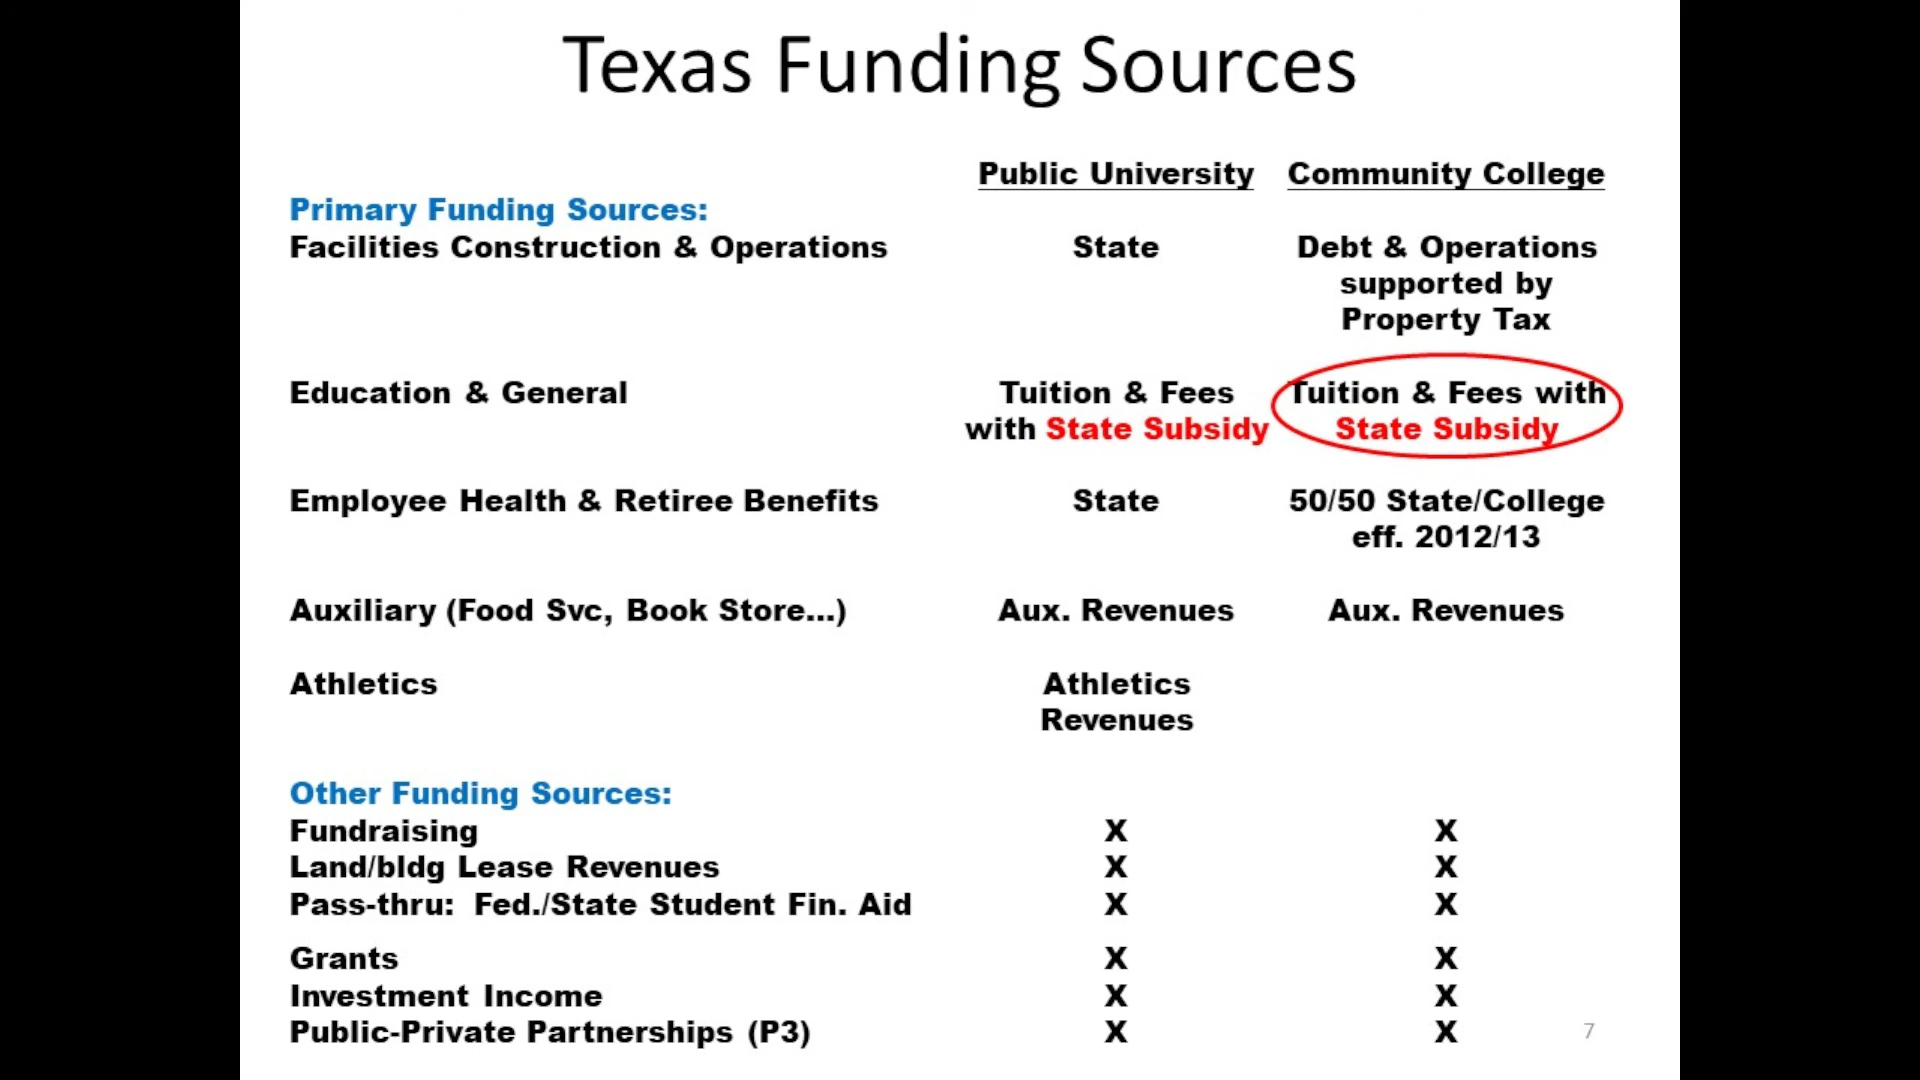 Texas Funding Sources
Public University Community College
Primary Funding Sources:
Facilities Construction & Operations State Debt & Operations
supported by
Property Tax
Education & General Tuition & Fees Tuition & Fees with
with State Subsidy State Subsidy
Employee Health & Retiree Benefits State 50/50 State/College
eff. 2012/13
Auxiliary (Food Svc, Book Store...) Aux. Revenues Aux. Revenues
Athletics Athletics
Revenues
Other Funding Sources:
Fundraising X X
Land/bldg Lease Revenues X X
Pass-thru: Fed./State Student Fin. Aid X X
Grants X X
Investment Income X X
Public-Private Partnerships (P3) X X 7